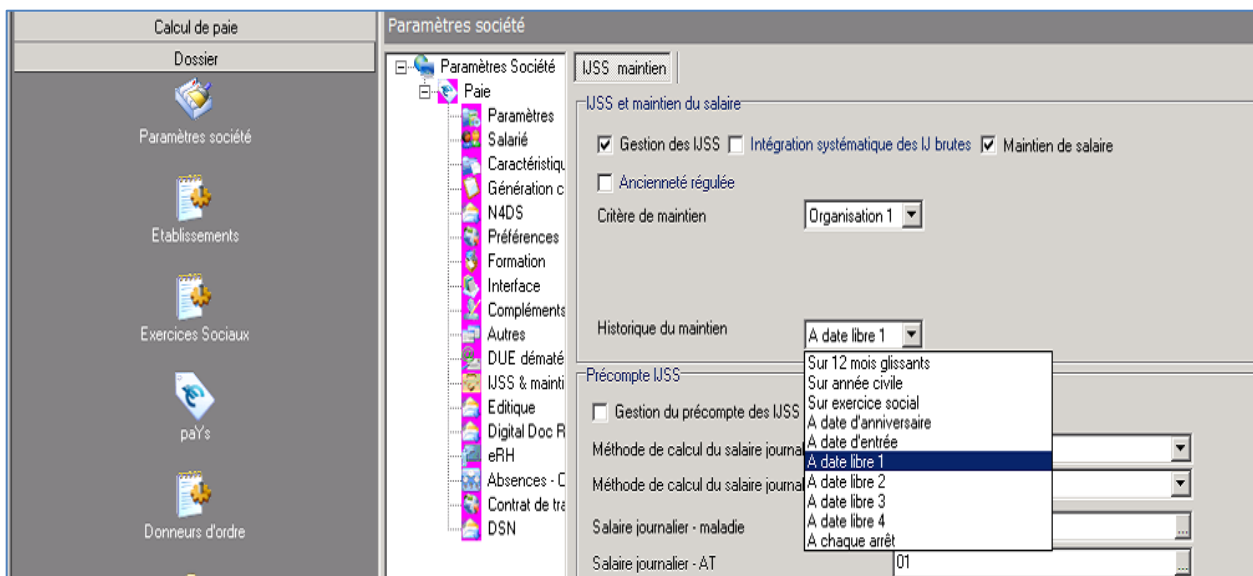 Calcul de paie
Dossier
Paramètres société
Etablissements
Exercices Sociaux
paYs
Donneurs d'ordre
Paramètres société
Paramètres Société
Paie
Paramètres
Salarié
Caractéristiqu
Génération c
N4DS
Préférences
Formation
Interface
Compléments
Autres
DUE dématé
IJSS & mainti
Editique
Digital Doc R
eRH
Absences - C
Contrat de tra
DSN
IJSS maintien
IJSS et maintien du salaire
Gestion des IJSS Intégration systématique des IJ brutes Maintien de salaire
Ancienneté régulée
Critère de maintien Organisation 1
Historique du maintien A date libre 1
Sur 12 mois glissants
Sur année civile
Sur exercice social
A date d'anniversaire
A date d'entrée
A date libre 1
A date libre 2
A date libre 3
A date libre 4
A chaque arrêt
Précompte IJSS
Gestion du précompte des IJSS
Méthode de calcul du salaire journal
Méthode de calcul du salaire journal
Salaire journalier - maladie ...
Salaire journalier - AT 01 ...